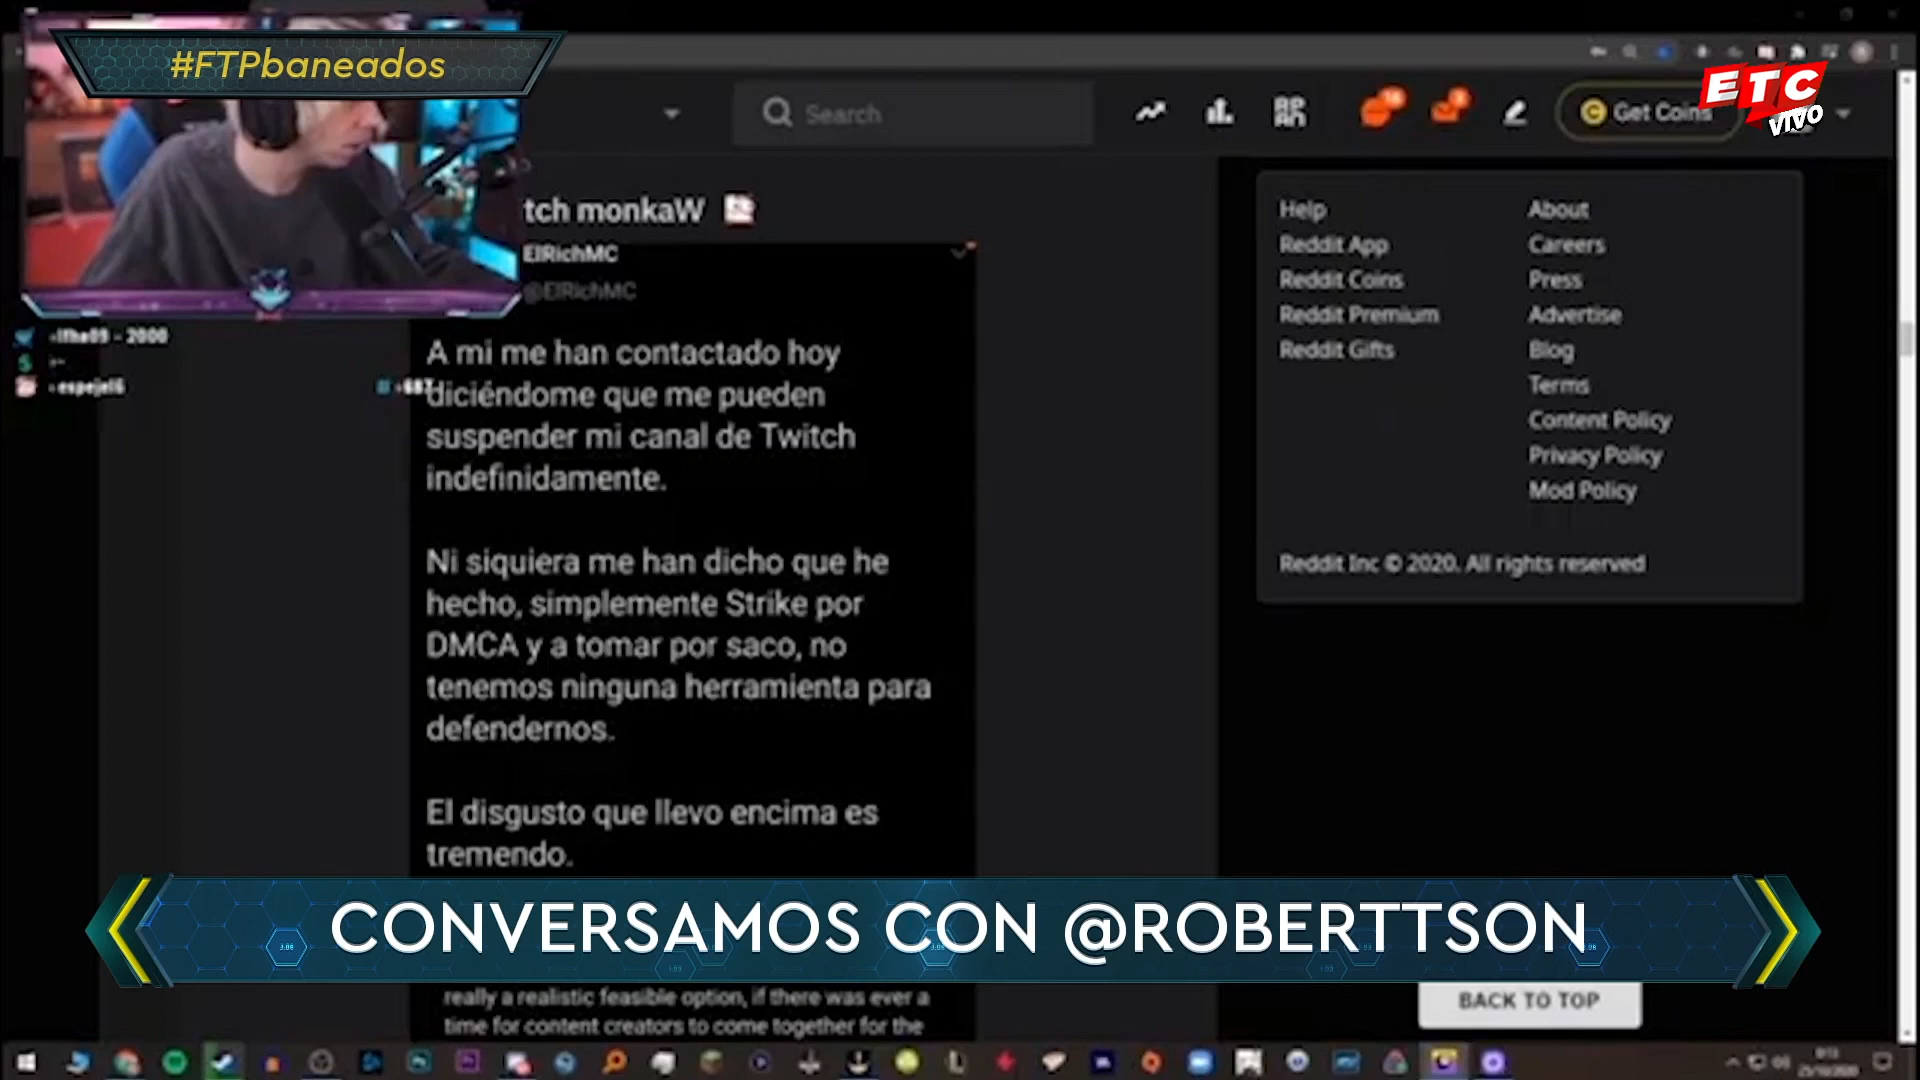 #FTPbaneados
Search
Get Coins
ETC
VIVO
tch monkaW
ElRichMC
@ElRichMC
- 2000
A mi me han contactado hoy
diciéndome que me pueden
suspender mi canal de Twitch
indefinidamente.
Ni siquiera me han dicho que he
hecho, simplemente Strike por
DMCA y a tomar por saco, no
tenemos ninguna herramienta para
defendernos.
El disgusto que llevo encima es
tremendo.
Help
Reddit App
Reddit Coins
Reddit Premium
Reddit Gifts
About
Careers
Press
Advertise
Blog
Terms
Content Policy
Privacy Policy
Mod Policy
Reddit Inc © 2020. All rights reserved
CONVERSAMOS CON @ROBERTTSON
really a realistic feasible option, if there was ever a
time for content creators to come together for the
BACK TO TOP